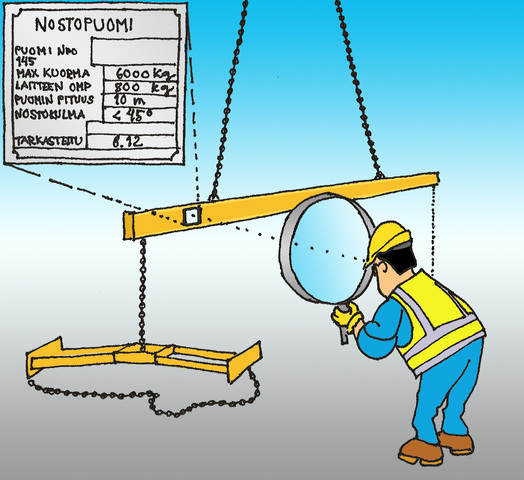 NOSTOPUOMI
PUOMI NRO
145
MAX KUORMA 6000 Kg
LAITTEEN OMP 800 kg
PUOMIN PITUUS 10 m
NOSTOKULMA < 45°
TARKASTETTU 6.12